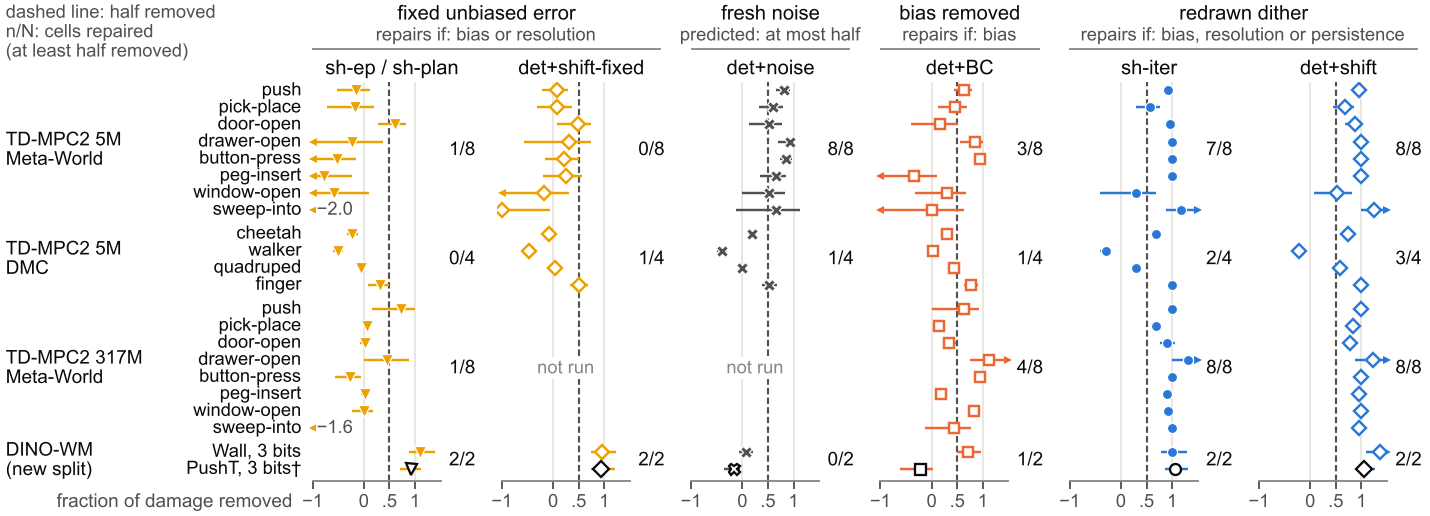 dashed line: half removed
n/N: cells repaired
(at least half removed)
fixed unbiased error
repairs if: bias or resolution
fresh noise
predicted: at most half
bias removed
repairs if: bias
redrawn dither
repairs if: bias, resolution or persistence
sh-ep / sh-plan
det+shift-fixed
det+noise
det+BC
sh-iter
det+shift
TD-MPC2 5M
Meta-World
push
pick-place
door-open
drawer-open
button-press
peg-insert
window-open
sweep-into
−2.0
1/8
0/8
8/8
3/8
7/8
8/8
TD-MPC2 5M
DMC
cheetah
walker
quadruped
finger
0/4
1/4
1/4
1/4
2/4
3/4
TD-MPC2 317M
Meta-World
push
pick-place
door-open
drawer-open
button-press
peg-insert
window-open
sweep-into
−1.6
1/8
not run
not run
4/8
8/8
8/8
DINO-WM
(new split)
Wall, 3 bits
PushT, 3 bits†
2/2
2/2
0/2
1/2
2/2
2/2
fraction of damage removed
−1 0 .5 1
−1 0 .5 1
−1 0 .5 1
−1 0 .5 1
−1 0 .5 1
−1 0 .5 1